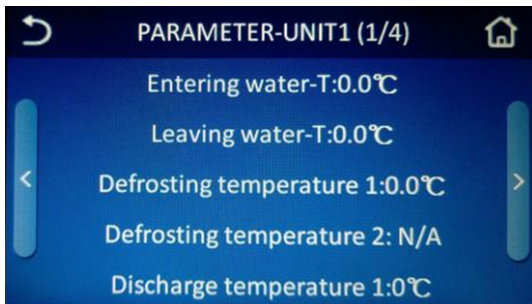 PARAMETER-UNIT1 (1/4)
Entering water-T:0.0℃
Leaving water-T:0.0℃
Defrosting temperature 1:0.0℃
Defrosting temperature 2: N/A
Discharge temperature 1:0℃